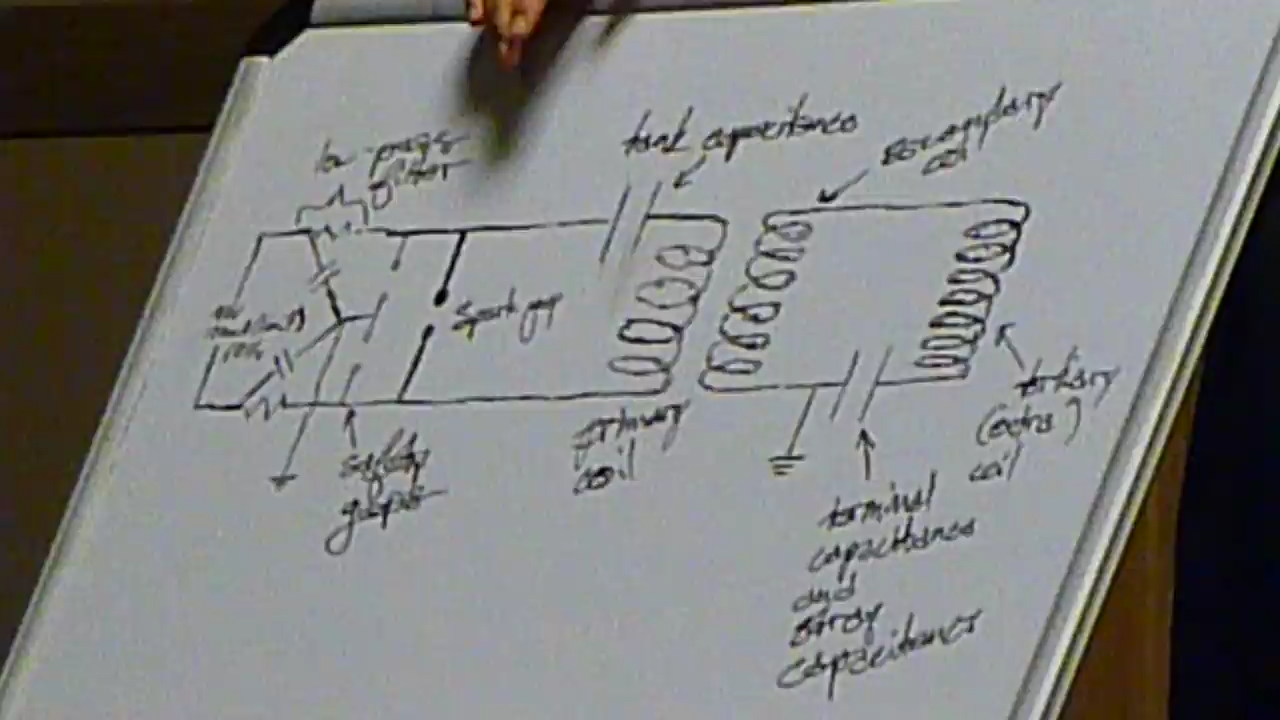 low-pass
filter
tank capacitance
secondary
coil
Spark gap
safety
gaps
primary
coil
tertiary
(extra)
coil
terminal
capacitance
and
stray
capacitance